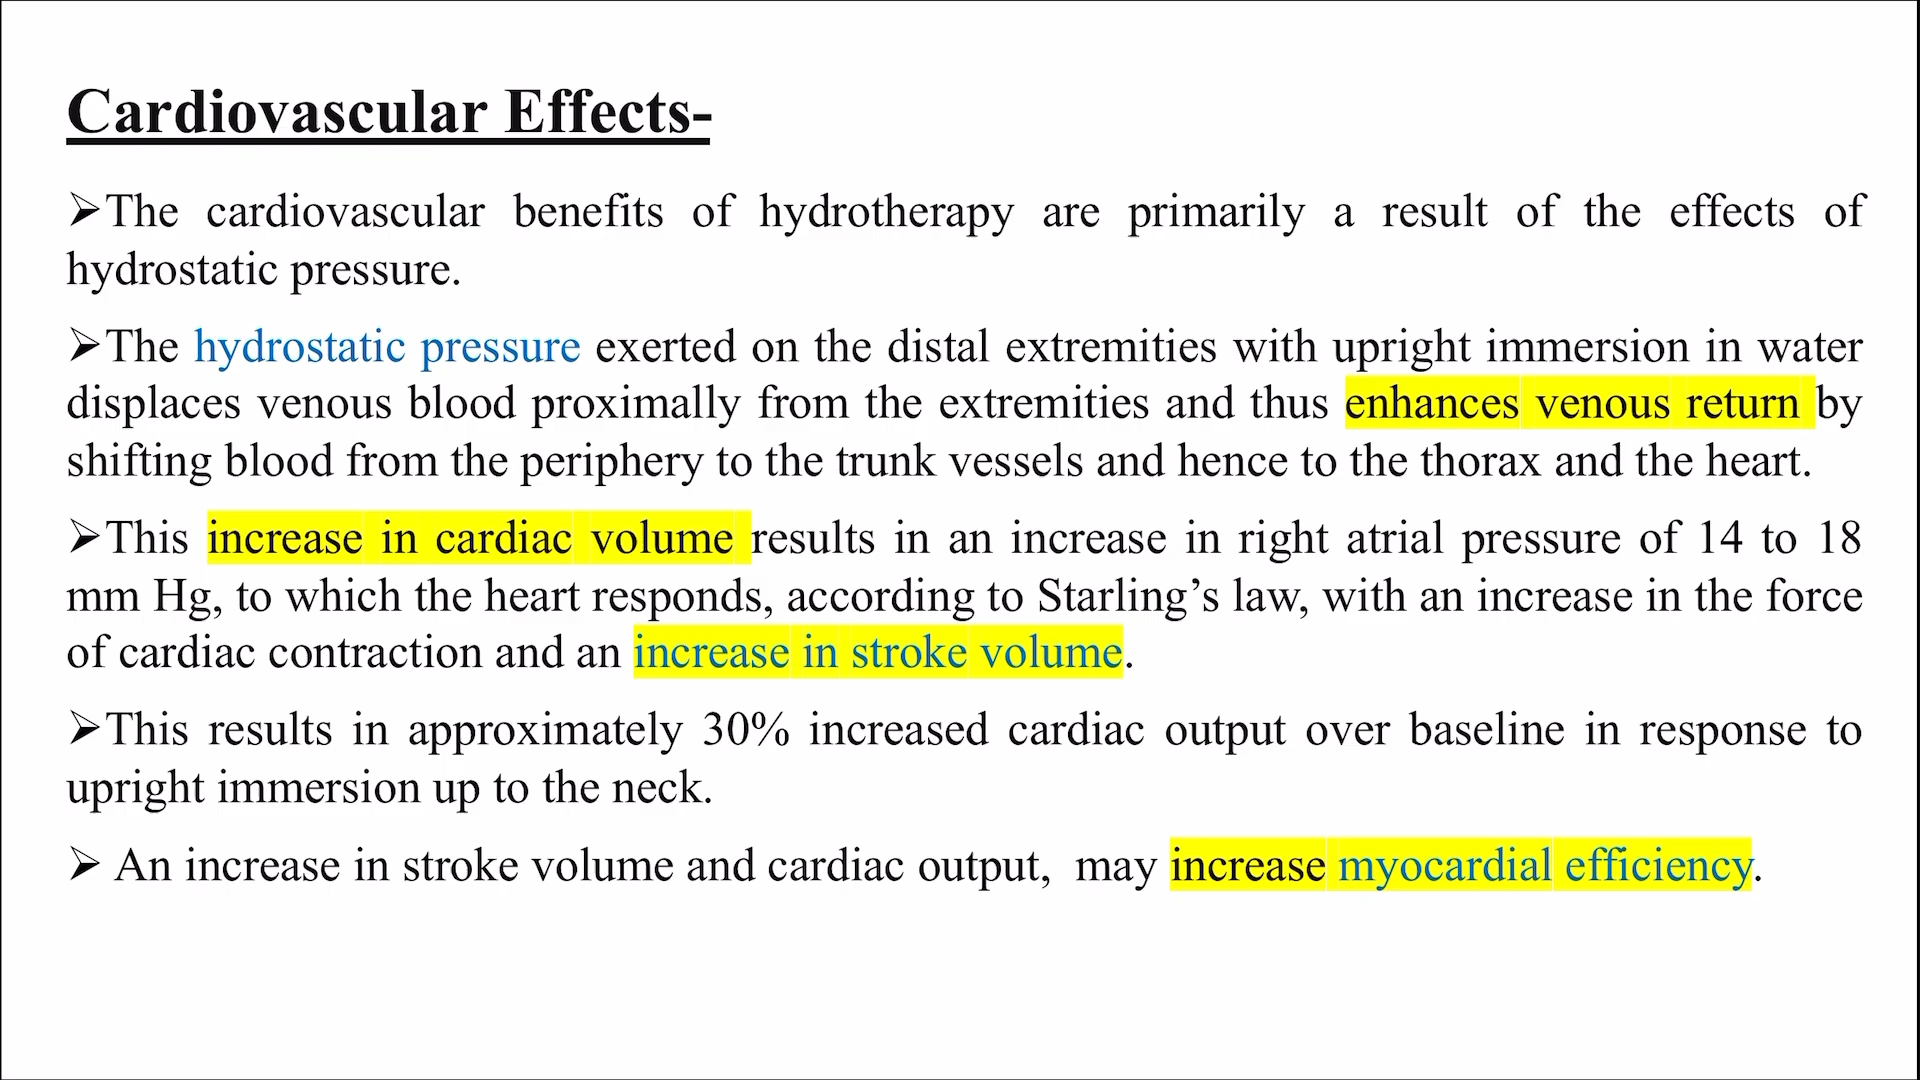 Cardiovascular Effects-
➢The cardiovascular benefits of hydrotherapy are primarily a result of the effects of
hydrostatic pressure.
➢The hydrostatic pressure exerted on the distal extremities with upright immersion in water
displaces venous blood proximally from the extremities and thus enhances venous return by
shifting blood from the periphery to the trunk vessels and hence to the thorax and the heart.
➢This increase in cardiac volume results in an increase in right atrial pressure of 14 to 18
mm Hg, to which the heart responds, according to Starling’s law, with an increase in the force
of cardiac contraction and an increase in stroke volume.
➢This results in approximately 30% increased cardiac output over baseline in response to
upright immersion up to the neck.
➢ An increase in stroke volume and cardiac output,  may increase myocardial efficiency.